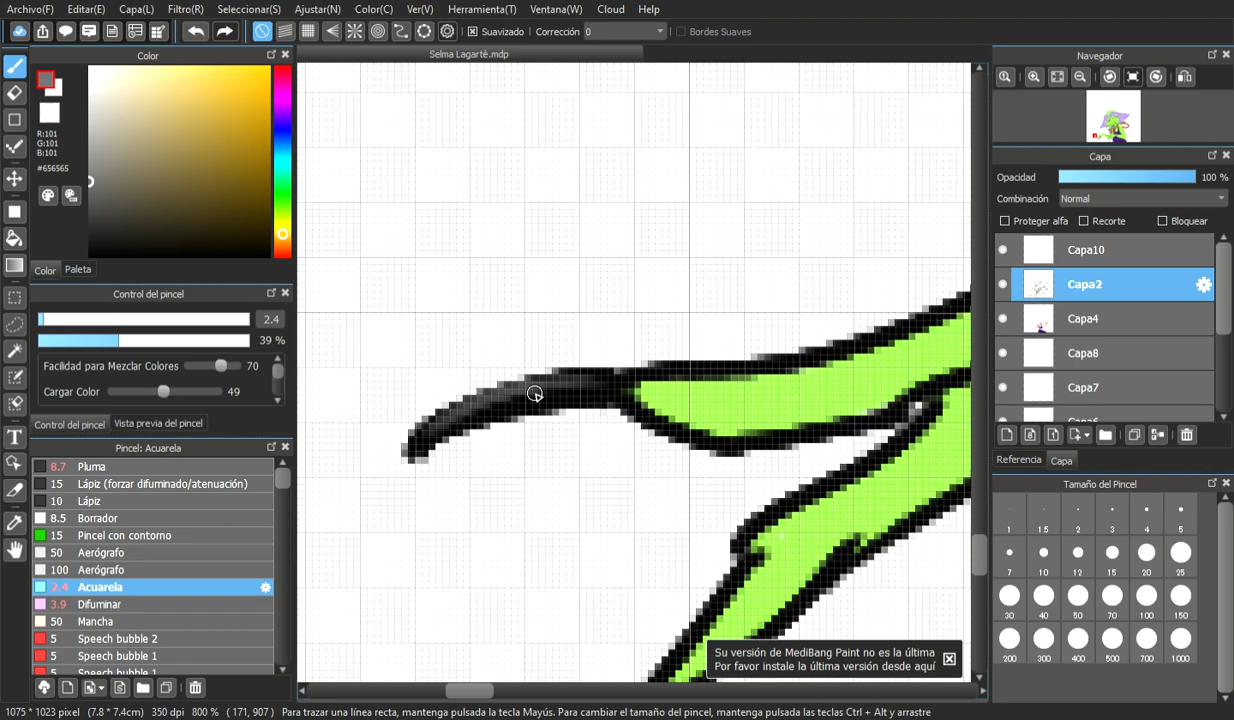 Archivo(F) Editar(E) Capa(L) Filtro(R) Seleccionar(S) Ajustar(N) Color(C) Ver(V) Herramienta(T) Ventana(W) Cloud Help
Suavizado Corrección 0 Bordes Suaves
Color
Selma Lagartê.mdp
Navegador
R:101
G:101
B:101
#656565
Color Paleta
Control del pincel
2.4
39 %
Facilidad para Mezclar Colores 70
Cargar Color 49
Control del pincel Vista previa del pincel
Pincel: Acuarela
8.7 Pluma
15 Lápiz (forzar difuminado/atenuación)
10 Lápiz
8.5 Borrador
15 Pincel con contorno
50 Aerógrafo
100 Aerógrafo
2.4 Acuarela
3.9 Difuminar
50 Mancha
5 Speech bubble 2
5 Speech bubble 1
5 Speech bubble 1
Capa
Opacidad 100 %
Combinación Normal
Proteger alfa Recorte Bloquear
Capa10
Capa2
Capa4
Capa8
Capa7
Capa6
Referencia Capa
Tamaño del Pincel
1 1.5 2 3 4 5
7 10 12 15 20 25
30 40 50 70 100 150
200 300 400 500 700 1000
Su versión de MediBang Paint no es la última
Por favor instale la última versión desde aquí
1075 * 1023 pixel (7.8 * 7.4cm) 350 dpi 800 % ( 171, 907 ) Para trazar una línea recta, mantenga pulsada la tecla Mayús. Para cambiar el tamaño del pincel, mantenga pulsadas las teclas Ctrl + Alt y arrastre